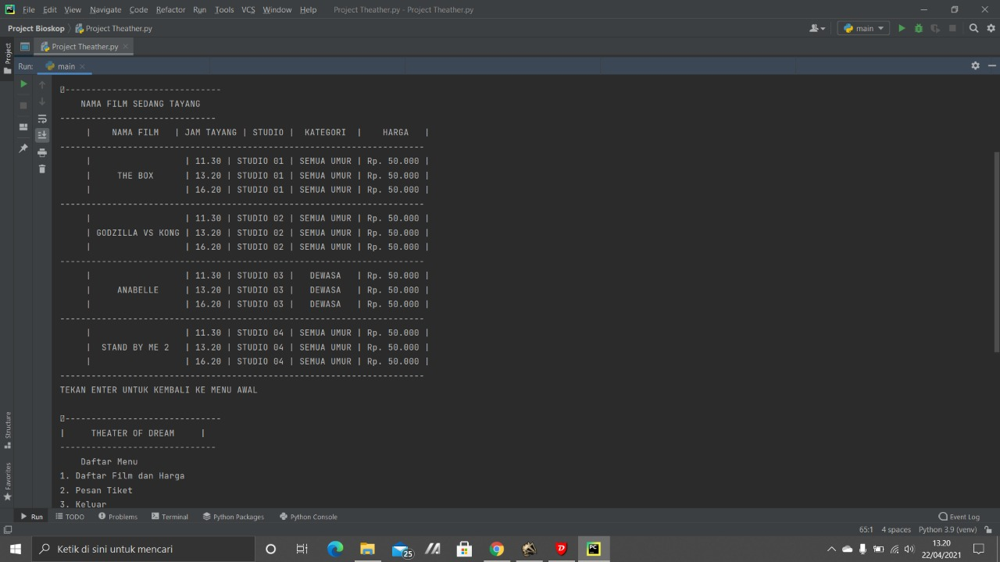 File Edit View Navigate Code Refactor Run Tools VCS Window Help Project Theather.py - Project Theather.py
Project Bioskop Project Theather.py main
Project Project Theather.py
Run: main
-----------------------------
NAMA FILM SEDANG TAYANG
------------------------------
| NAMA FILM | JAM TAYANG | STUDIO | KATEGORI | HARGA |
----------------------------------------------------------------------
| | 11.30 | STUDIO 01 | SEMUA UMUR | Rp. 50.000 |
| THE BOX | 13.20 | STUDIO 01 | SEMUA UMUR | Rp. 50.000 |
| | 16.20 | STUDIO 01 | SEMUA UMUR | Rp. 50.000 |
----------------------------------------------------------------------
| | 11.30 | STUDIO 02 | SEMUA UMUR | Rp. 50.000 |
| GODZILLA VS KONG | 13.20 | STUDIO 02 | SEMUA UMUR | Rp. 50.000 |
| | 16.20 | STUDIO 02 | SEMUA UMUR | Rp. 50.000 |
----------------------------------------------------------------------
| | 11.30 | STUDIO 03 | DEWASA | Rp. 50.000 |
| ANABELLE | 13.20 | STUDIO 03 | DEWASA | Rp. 50.000 |
| | 16.20 | STUDIO 03 | DEWASA | Rp. 50.000 |
----------------------------------------------------------------------
| | 11.30 | STUDIO 04 | SEMUA UMUR | Rp. 50.000 |
| STAND BY ME 2 | 13.20 | STUDIO 04 | SEMUA UMUR | Rp. 50.000 |
| | 16.20 | STUDIO 04 | SEMUA UMUR | Rp. 50.000 |
----------------------------------------------------------------------
TEKAN ENTER UNTUK KEMBALI KE MENU AWAL
-----------------------------
| THEATER OF DREAM |
------------------------------
Daftar Menu
1. Daftar Film dan Harga
2. Pesan Tiket
3. Keluar
Structure
Favorites
Run TODO Problems Terminal Python Packages Python Console Event Log
65:1 4 spaces Python 3.9 (venv)
Ketik di sini untuk mencari 25 13.20
22/04/2021